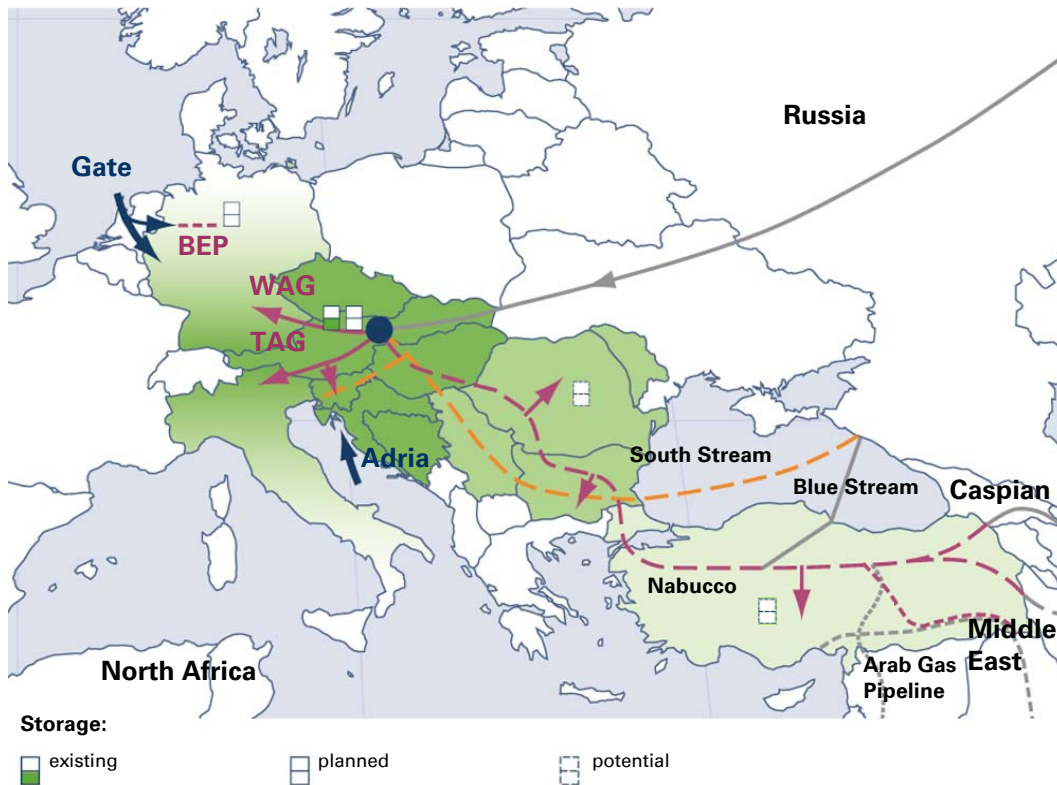 Russia
Gate
BEP
WAG
TAG
Adria
South Stream
Blue Stream
Caspian
Nabucco
Middle
East
Arab Gas
Pipeline
North Africa
Storage:
existing
planned
potential